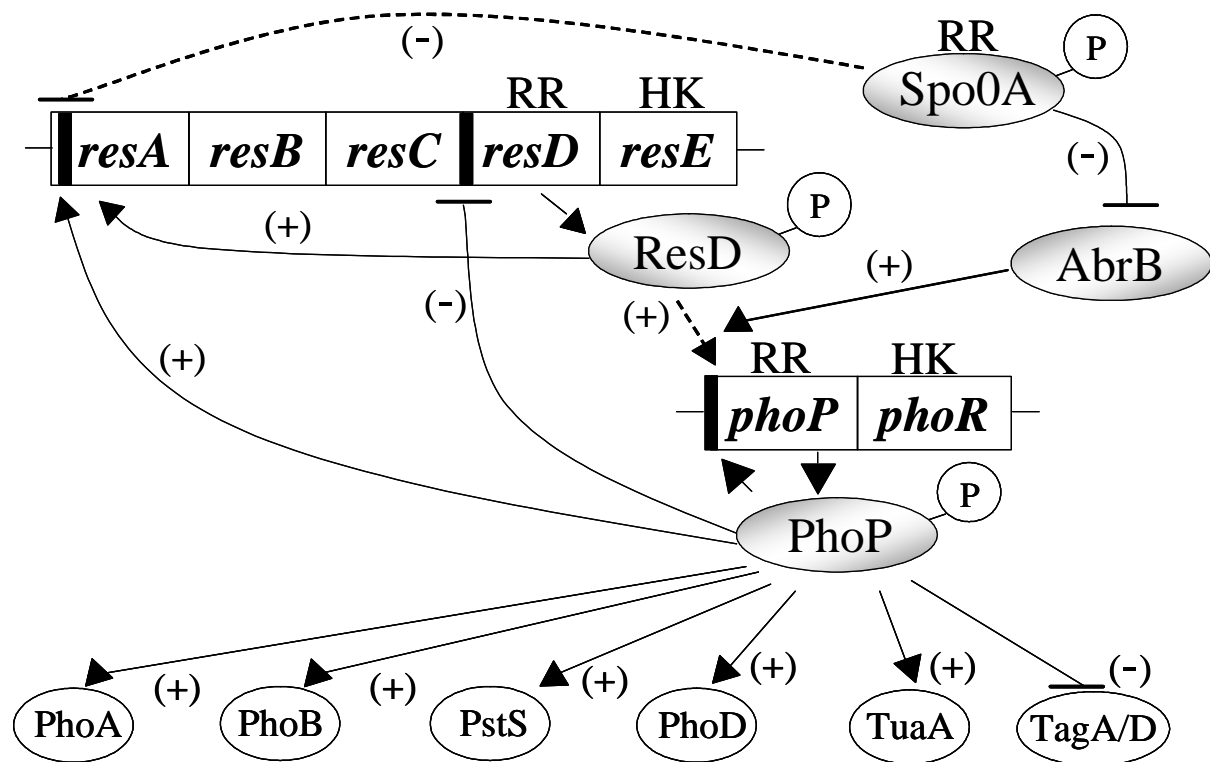 RR
P
(-)
Spo0A
RR
HK
resA
resB
resC
resD
resE
(-)
P
(+)
ResD
(+)
AbrB
(-)
(+)
(+)
RR
HK
phoP
phoR
P
PhoP
(+)
(+)
(+)
(+)
(+)
(-)
PhoA
PhoB
PstS
PhoD
TuaA
TagA/D